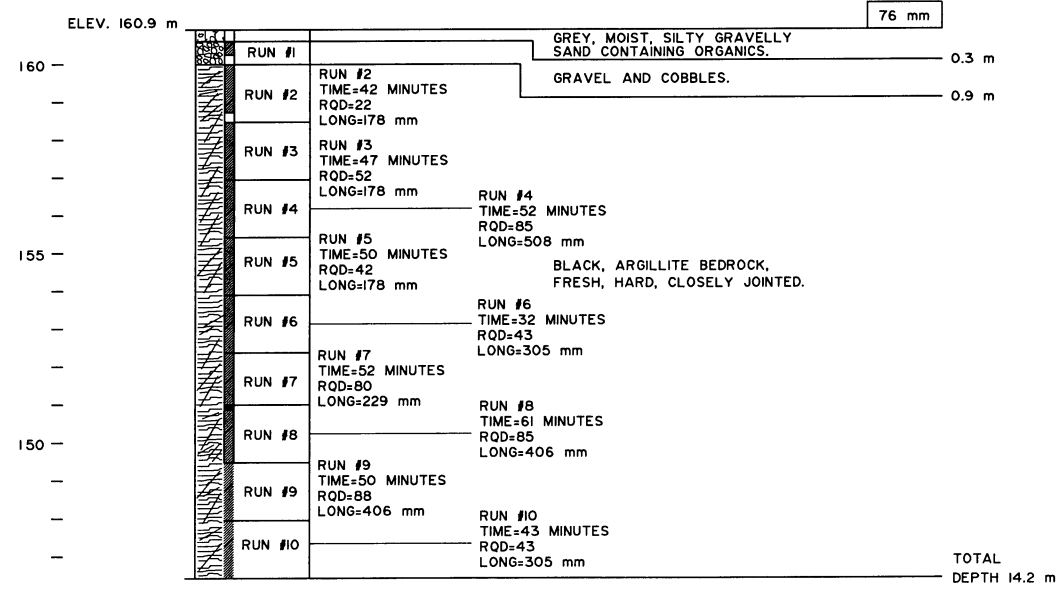 ELEV. 160.9 m
76 mm
GREY, MOIST, SILTY GRAVELLY
SAND CONTAINING ORGANICS.
0.3 m
GRAVEL AND COBBLES.
0.9 m
160
155
150
RUN #1
RUN #2
RUN #3
RUN #4
RUN #5
RUN #6
RUN #7
RUN #8
RUN #9
RUN #10
RUN #2
TIME=42 MINUTES
RQD=22
LONG=178 mm
RUN #3
TIME=47 MINUTES
RQD=52
LONG=178 mm
RUN #4
TIME=52 MINUTES
RQD=85
LONG=508 mm
RUN #5
TIME=50 MINUTES
RQD=42
LONG=178 mm
BLACK, ARGILLITE BEDROCK,
FRESH, HARD, CLOSELY JOINTED.
RUN #6
TIME=32 MINUTES
RQD=43
LONG=305 mm
RUN #7
TIME=52 MINUTES
RQD=80
LONG=229 mm
RUN #8
TIME=61 MINUTES
RQD=85
LONG=406 mm
RUN #9
TIME=50 MINUTES
RQD=88
LONG=406 mm
RUN #10
TIME=43 MINUTES
RQD=43
LONG=305 mm
TOTAL
DEPTH 14.2 m